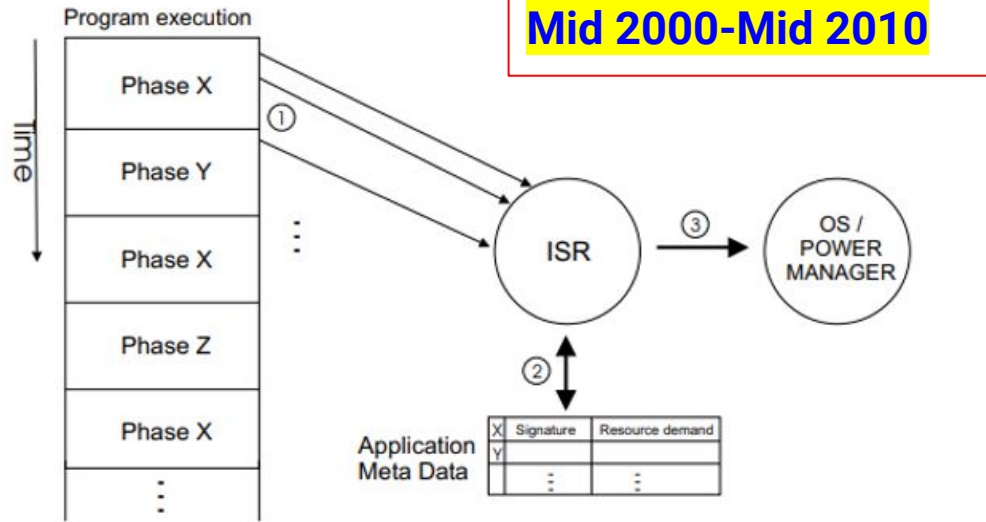 Program execution
Mid 2000-Mid 2010
Time
Phase X
Phase Y
Phase X
Phase Z
Phase X
①
ISR
③
OS /
POWER
MANAGER
②
Application
Meta Data
X Signature Resource demand
Y